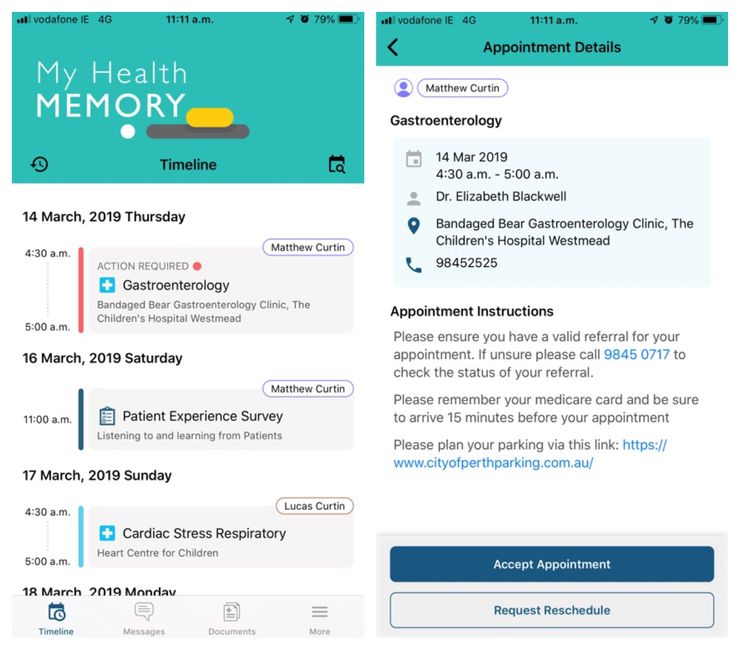 vodafone IE 4G 11:11 a.m. 79%
My Health
MEMORY
Timeline
14 March, 2019 Thursday
4:30 a.m.
Matthew Curtin
ACTION REQUIRED
Gastroenterology
Bandaged Bear Gastroenterology Clinic, The
Children's Hospital Westmead
5:00 a.m.
16 March, 2019 Saturday
Matthew Curtin
11:00 a.m.
Patient Experience Survey
Listening to and learning from Patients
17 March, 2019 Sunday
Lucas Curtin
4:30 a.m.
Cardiac Stress Respiratory
Heart Centre for Children
5:00 a.m.
18 March, 2019 Monday
Timeline Messages Documents More
vodafone IE 4G 11:11 a.m. 79%
Appointment Details
Matthew Curtin
Gastroenterology
14 Mar 2019
4:30 a.m. - 5:00 a.m.
Dr. Elizabeth Blackwell
Bandaged Bear Gastroenterology Clinic, The
Children's Hospital Westmead
98452525
Appointment Instructions
Please ensure you have a valid referral for your
appointment. If unsure please call 9845 0717 to
check the status of your referral.
Please remember your medicare card and be sure
to arrive 15 minutes before your appointment
Please plan your parking via this link: https://
www.cityofperthparking.com.au/
Accept Appointment
Request Reschedule